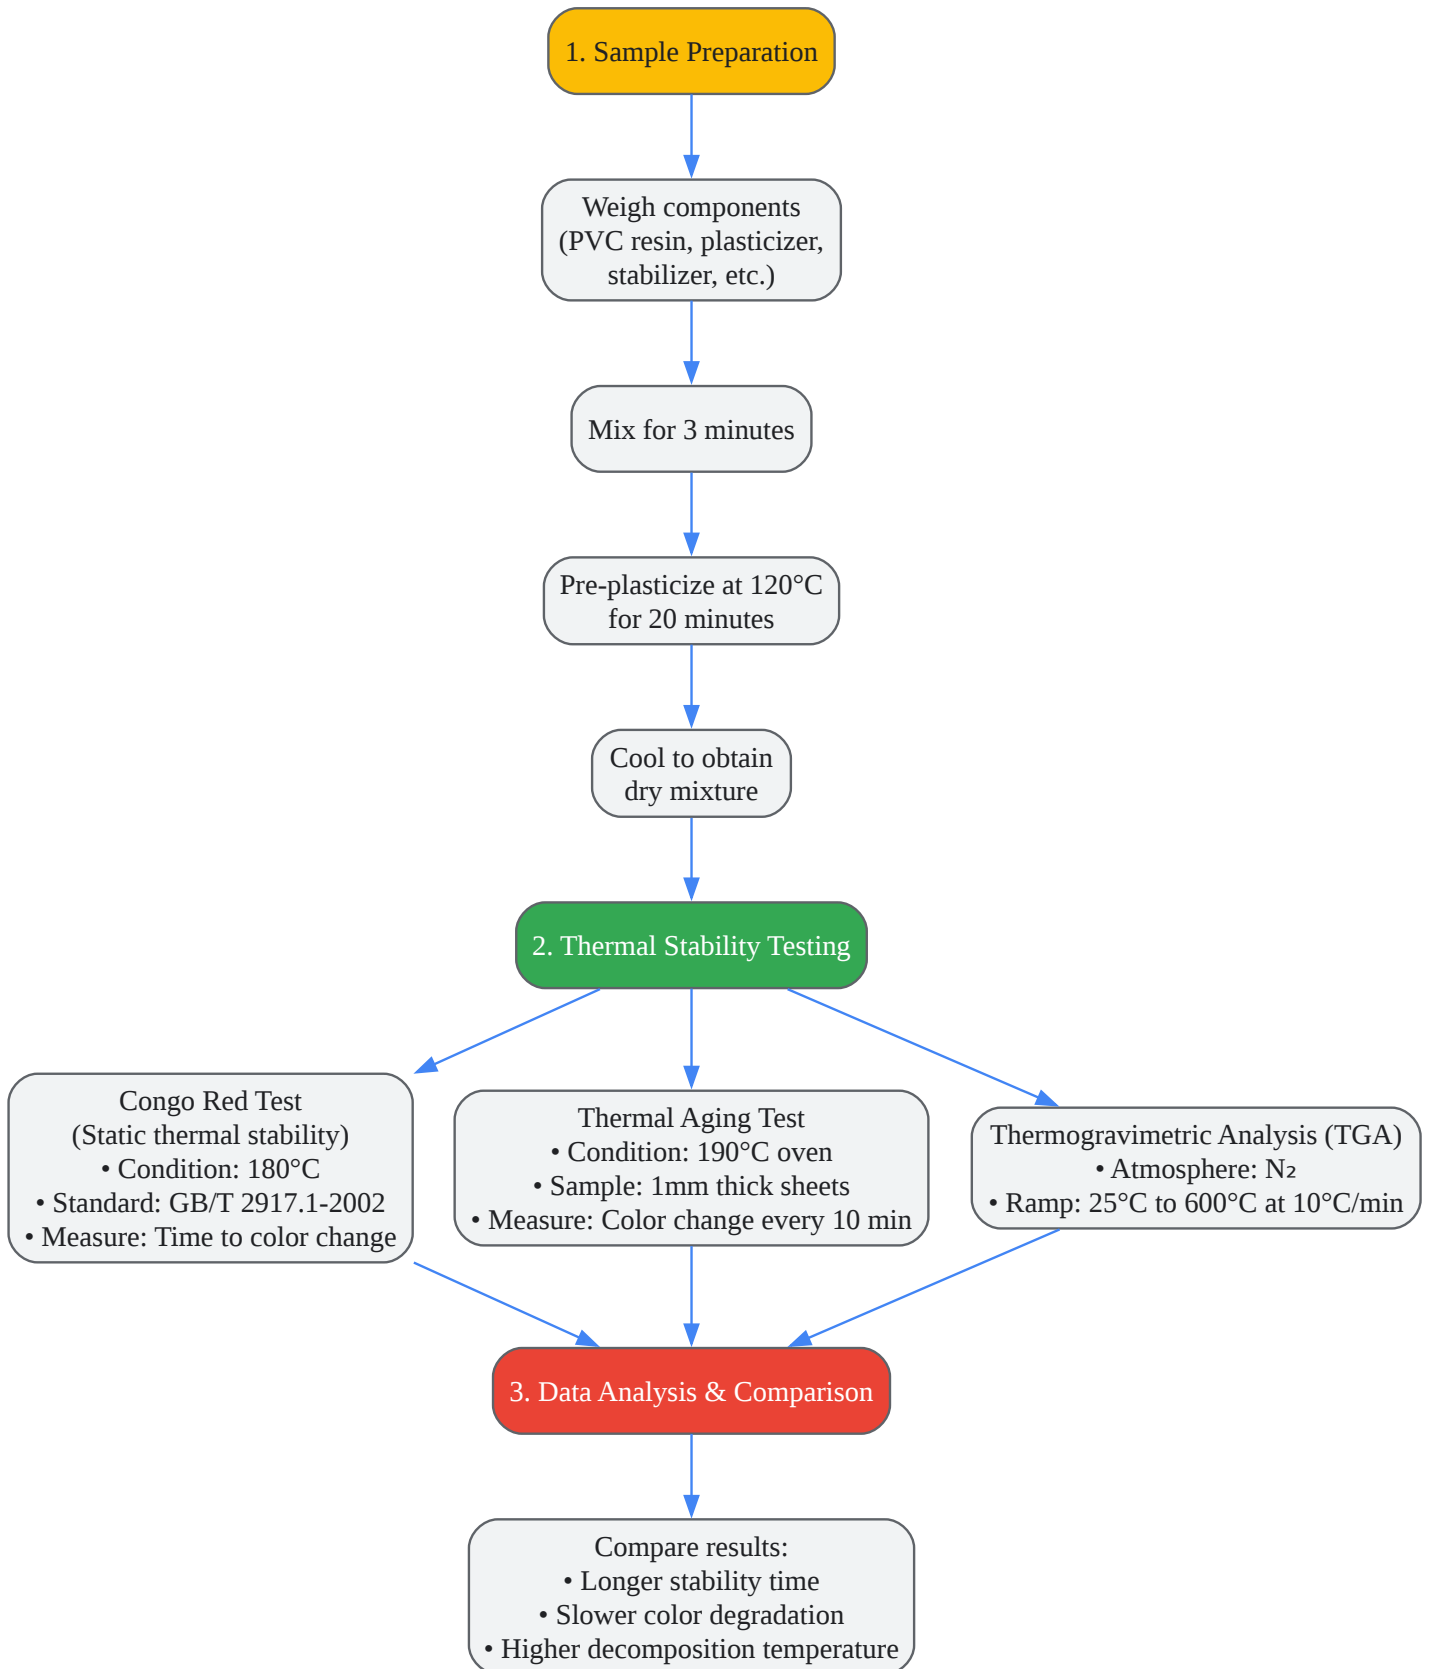 1. Sample Preparation
Weigh components
(PVC resin, plasticizer,
stabilizer, etc.)
Mix for 3 minutes
Pre-plasticize at 120°C
for 20 minutes
Cool to obtain
dry mixture
2. Thermal Stability Testing
Congo Red Test
(Static thermal stability)
• Condition: 180°C
• Standard: GB/T 2917.1-2002
• Measure: Time to color change
Thermal Aging Test
• Condition: 190°C oven
• Sample: 1mm thick sheets
• Measure: Color change every 10 min
Thermogravimetric Analysis (TGA)
• Atmosphere: N₂
• Ramp: 25°C to 600°C at 10°C/min
3. Data Analysis & Comparison
Compare results:
• Longer stability time
• Slower color degradation
• Higher decomposition temperature